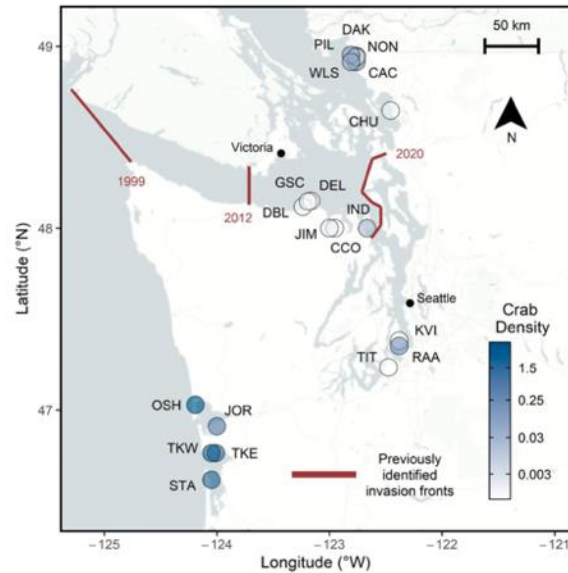 49
48
47
Latitude (°N)
−125
−124
−123
−122
−121
Longitude (°W)
50 km
N
DAK
PIL
NON
WLS
CAC
CHU
Victoria
1999
2012
2020
GSC
DEL
DBL
IND
JIM
CCO
Seattle
KVI
TIT
RAA
OSH
JOR
TKW
TKE
STA
Previously
identified
invasion fronts
Crab
Density
1.5
0.25
0.03
0.003